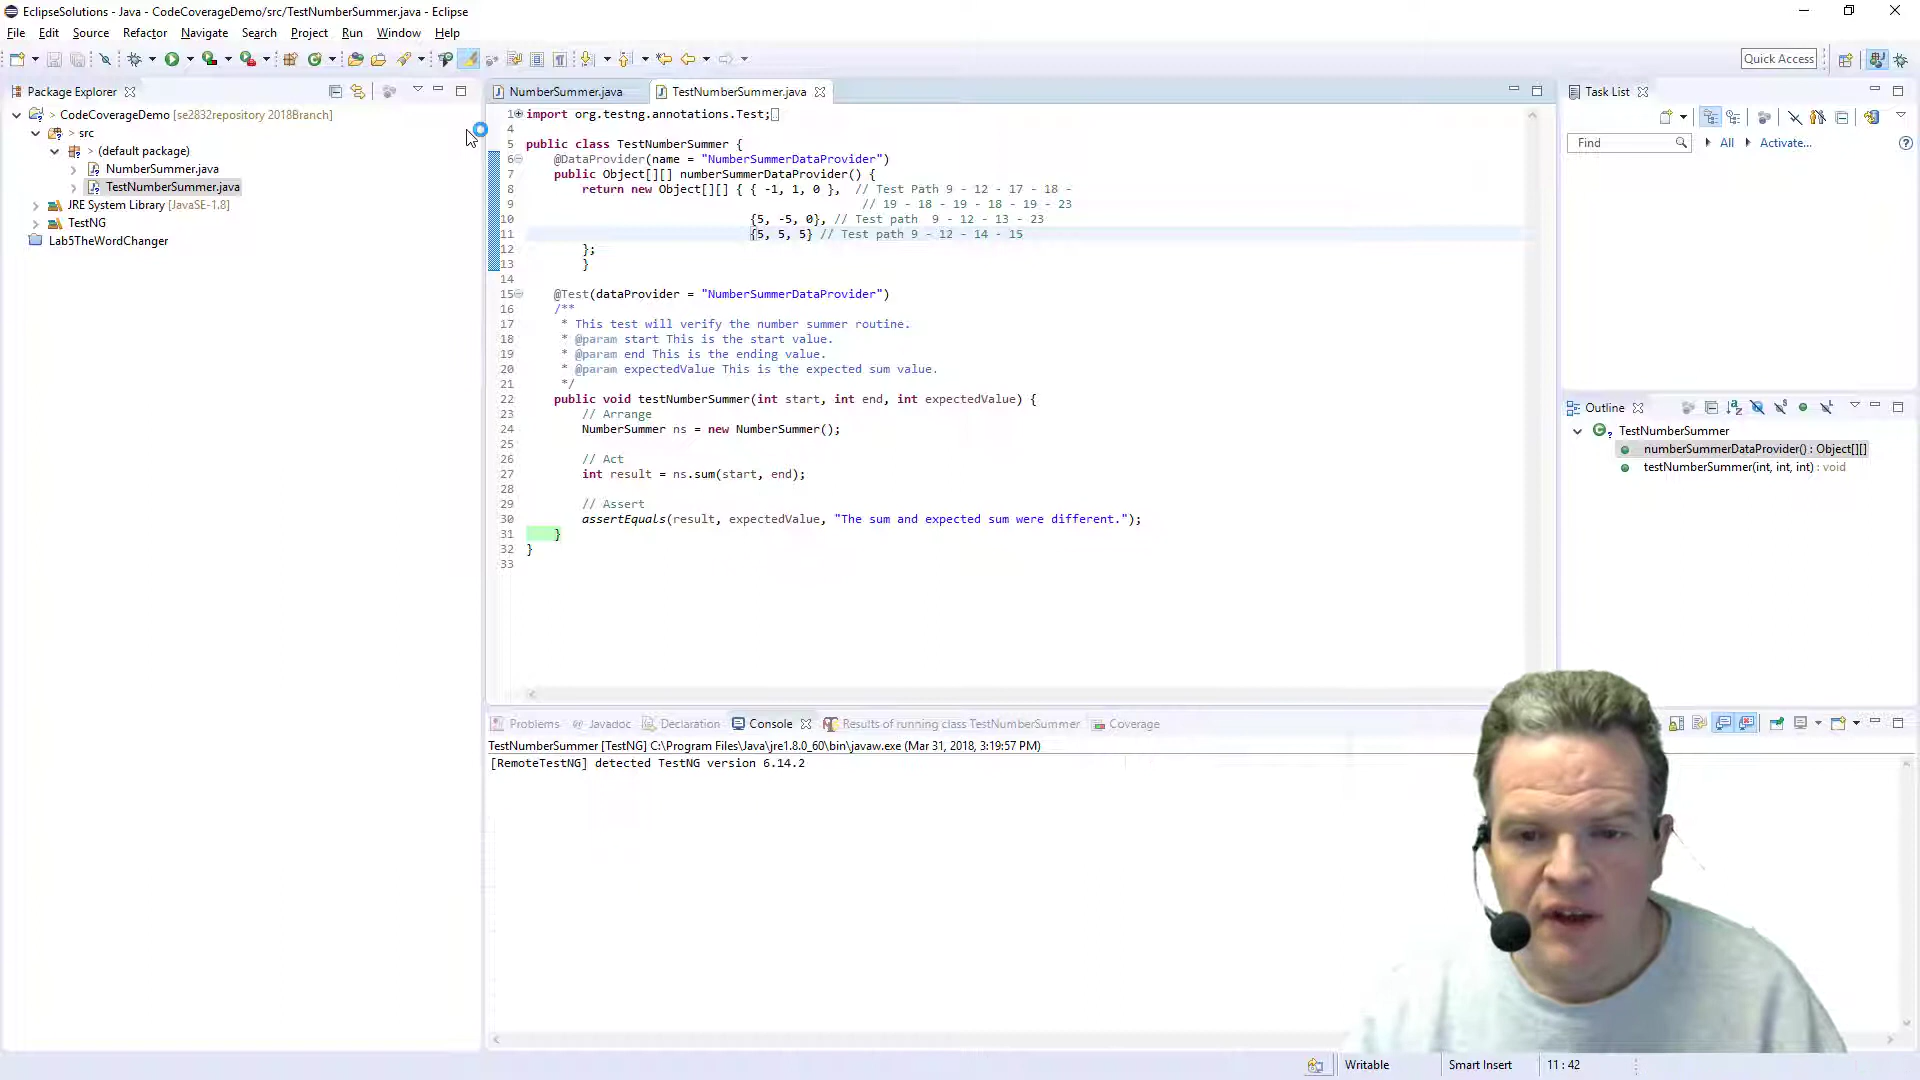 EclipseSolutions - Java - CodeCoverageDemo/src/TestNumberSummer.java - Eclipse
File Edit Source Refactor Navigate Search Project Run Window Help
Quick Access
Package Explorer
> CodeCoverageDemo [se2832repository 2018Branch]
> src
> (default package)
NumberSummer.java
TestNumberSummer.java
JRE System Library [JavaSE-1.8]
TestNG
Lab5TheWordChanger
NumberSummer.java TestNumberSummer.java
1 import org.testng.annotations.Test;
4
5 public class TestNumberSummer {
6 @DataProvider(name = "NumberSummerDataProvider")
7 public Object[][] numberSummerDataProvider() {
8 return new Object[][] { { -1, 1, 0 }, // Test Path 9 - 12 - 17 - 18 -
9 // 19 - 18 - 19 - 18 - 19 - 23
10 {5, -5, 0}, // Test path 9 - 12 - 13 - 23
11 {5, 5, 5} // Test path 9 - 12 - 14 - 15
12 };
13 }
14
15 @Test(dataProvider = "NumberSummerDataProvider")
16 /**
17 * This test will verify the number summer routine.
18 * @param start This is the start value.
19 * @param end This is the ending value.
20 * @param expectedValue This is the expected sum value.
21 */
22 public void testNumberSummer(int start, int end, int expectedValue) {
23 // Arrange
24 NumberSummer ns = new NumberSummer();
25
26 // Act
27 int result = ns.sum(start, end);
28
29 // Assert
30 assertEquals(result, expectedValue, "The sum and expected sum were different.");
31 }
32 }
33
Task List
Find All Activate...
Outline
TestNumberSummer
numberSummerDataProvider() : Object[][]
testNumberSummer(int, int, int) : void
Problems @ Javadoc Declaration Console Results of running class TestNumberSummer Coverage
TestNumberSummer [TestNG] C:\Program Files\Java\jre1.8.0_60\bin\javaw.exe (Mar 31, 2018, 3:19:57 PM)
[RemoteTestNG] detected TestNG version 6.14.2
Writable Smart Insert 11 : 42